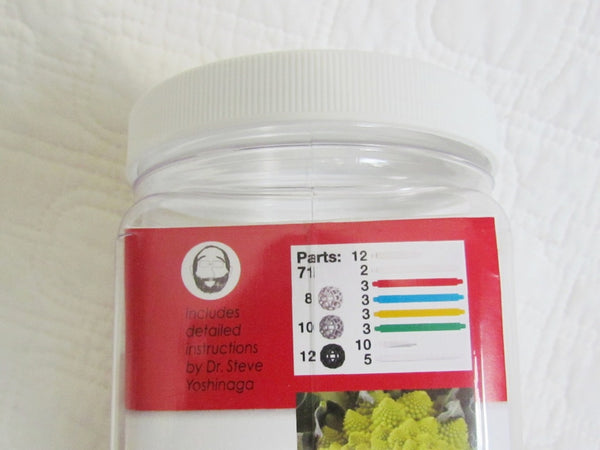 Parts: 12
71 2
3
8 3
3
10 3
10
12 5
includes
detailed
instructions
by Dr. Steve
Yoshinaga